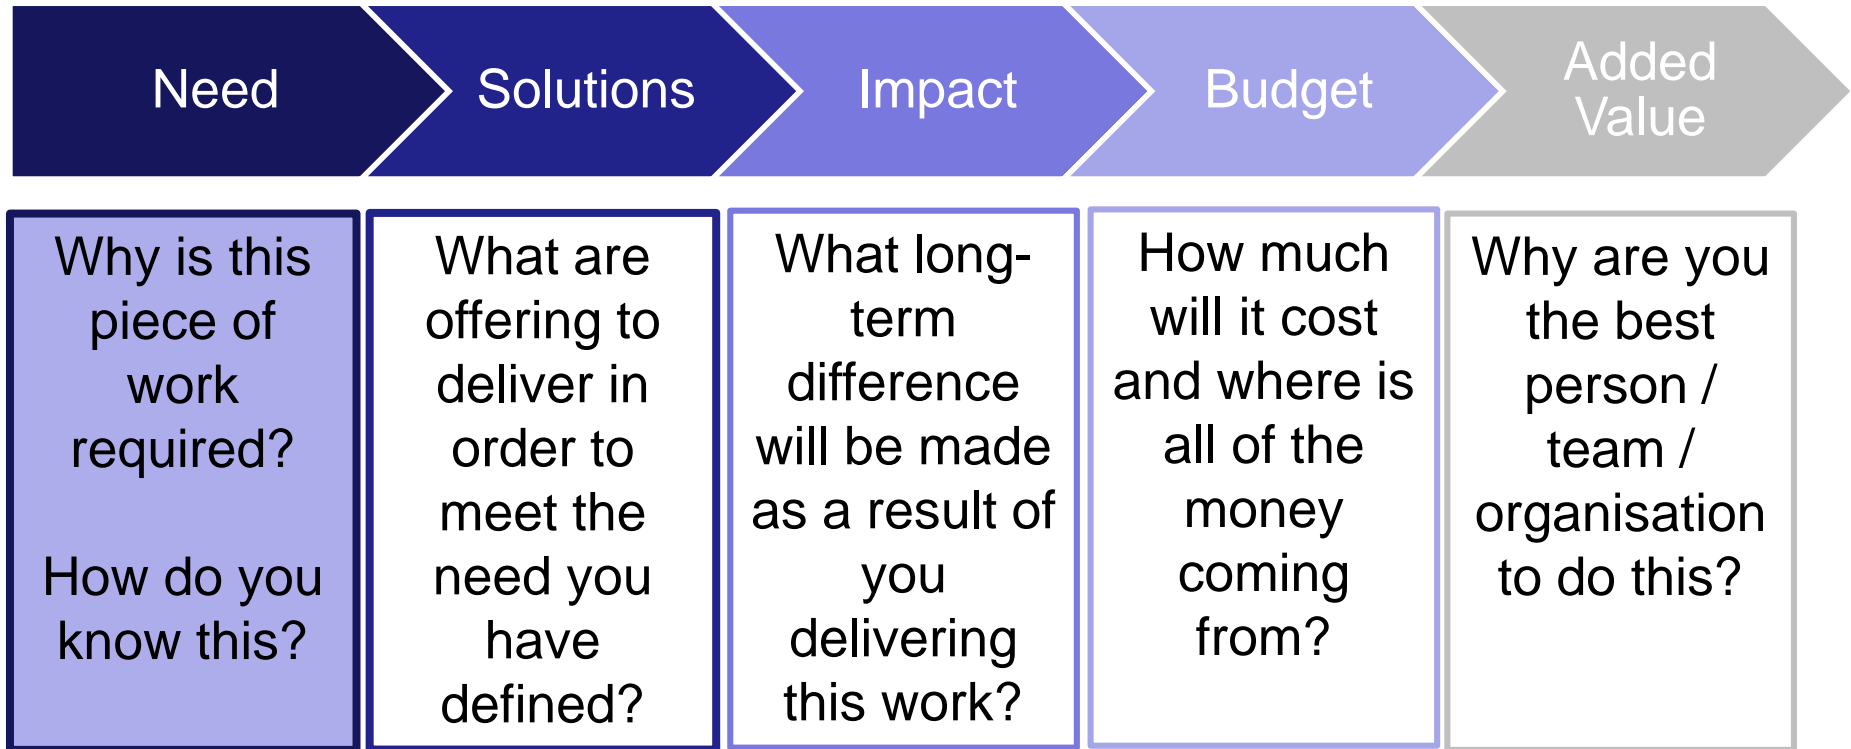 Need
Solutions
Impact
Budget
Added
Value
Why is this
piece of
work
required?
How do you
know this?
What are
offering to
deliver in
order to
meet the
need you
have
defined?
What long-
term
difference
will be made
as a result of
you
delivering
this work?
How much
will it cost
and where is
all of the
money
coming
from?
Why are you
the best
person /
team /
organisation
to do this?